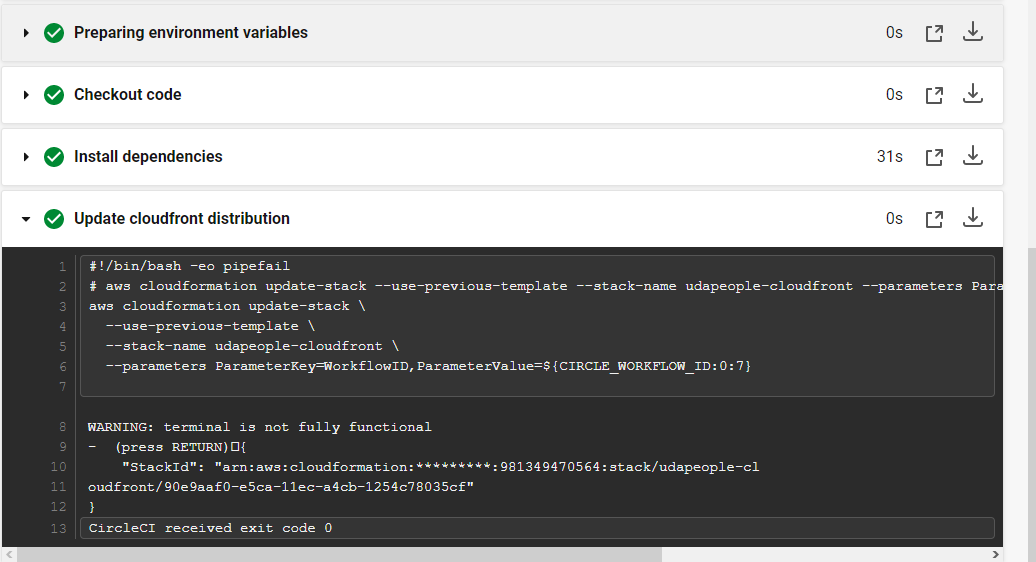 Preparing environment variables 0s
Checkout code 0s
Install dependencies 31s
Update cloudfront distribution 0s
1 #!/bin/bash -eo pipefail
2 # aws cloudformation update-stack --use-previous-template --stack-name udapeople-cloudfront --parameters Para
3 aws cloudformation update-stack \
4 --use-previous-template \
5 --stack-name udapeople-cloudfront \
6 --parameters ParameterKey=WorkflowID,ParameterValue=${CIRCLE_WORKFLOW_ID:0:7}
7
8 WARNING: terminal is not fully functional
9 - (press RETURN){
10 "StackId": "arn:aws:cloudformation:*********:981349470564:stack/udapeople-cl
11 oudfront/90e9aaf0-e5ca-11ec-a4cb-1254c78035cf"
12 }
13 CircleCI received exit code 0